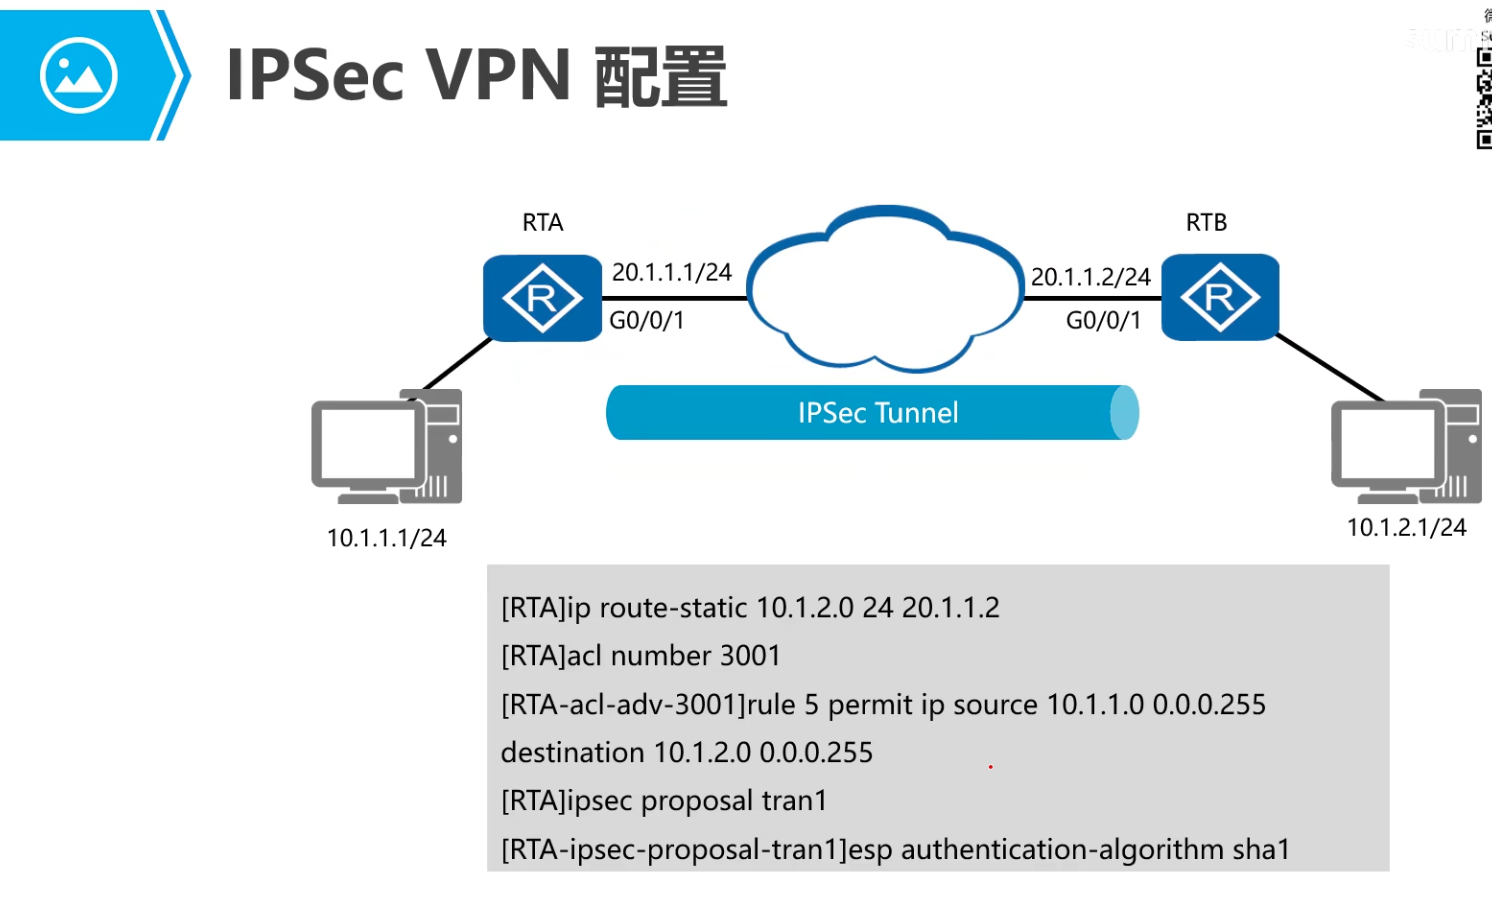 IPSec VPN 配置
RTA
RTB
20.1.1.1/24
20.1.1.2/24
R
R
G0/0/1
G0/0/1
IPSec Tunnel
10.1.1.1/24
10.1.2.1/24
[RTA]ip route-static 10.1.2.0 24 20.1.1.2
[RTA]acl number 3001
[RTA-acl-adv-3001]rule 5 permit ip source 10.1.1.0 0.0.0.255
destination 10.1.2.0 0.0.0.255
[RTA]ipsec proposal tran1
[RTA-ipsec-proposal-tran1]esp authentication-algorithm sha1